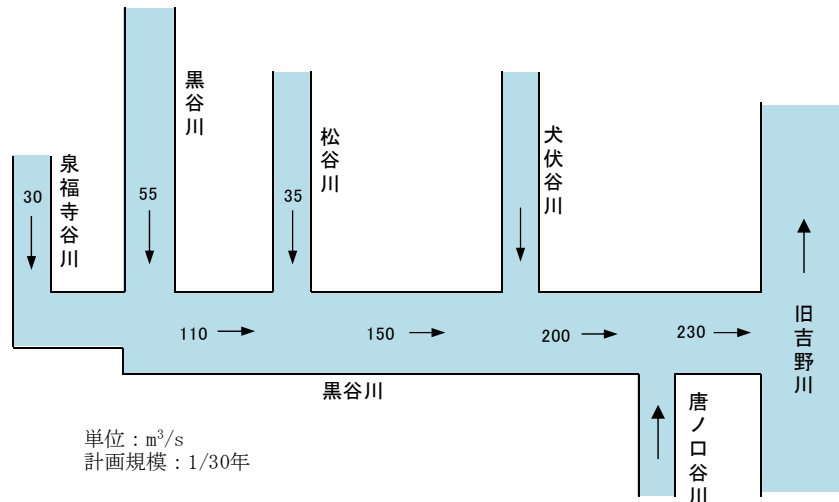 黒谷川
松谷川
犬伏谷川
泉福寺谷川
30
55
35
110
150
200
230
旧吉野川
黒谷川
唐ノ口谷川
単位：m³/s
計画規模：1/30年